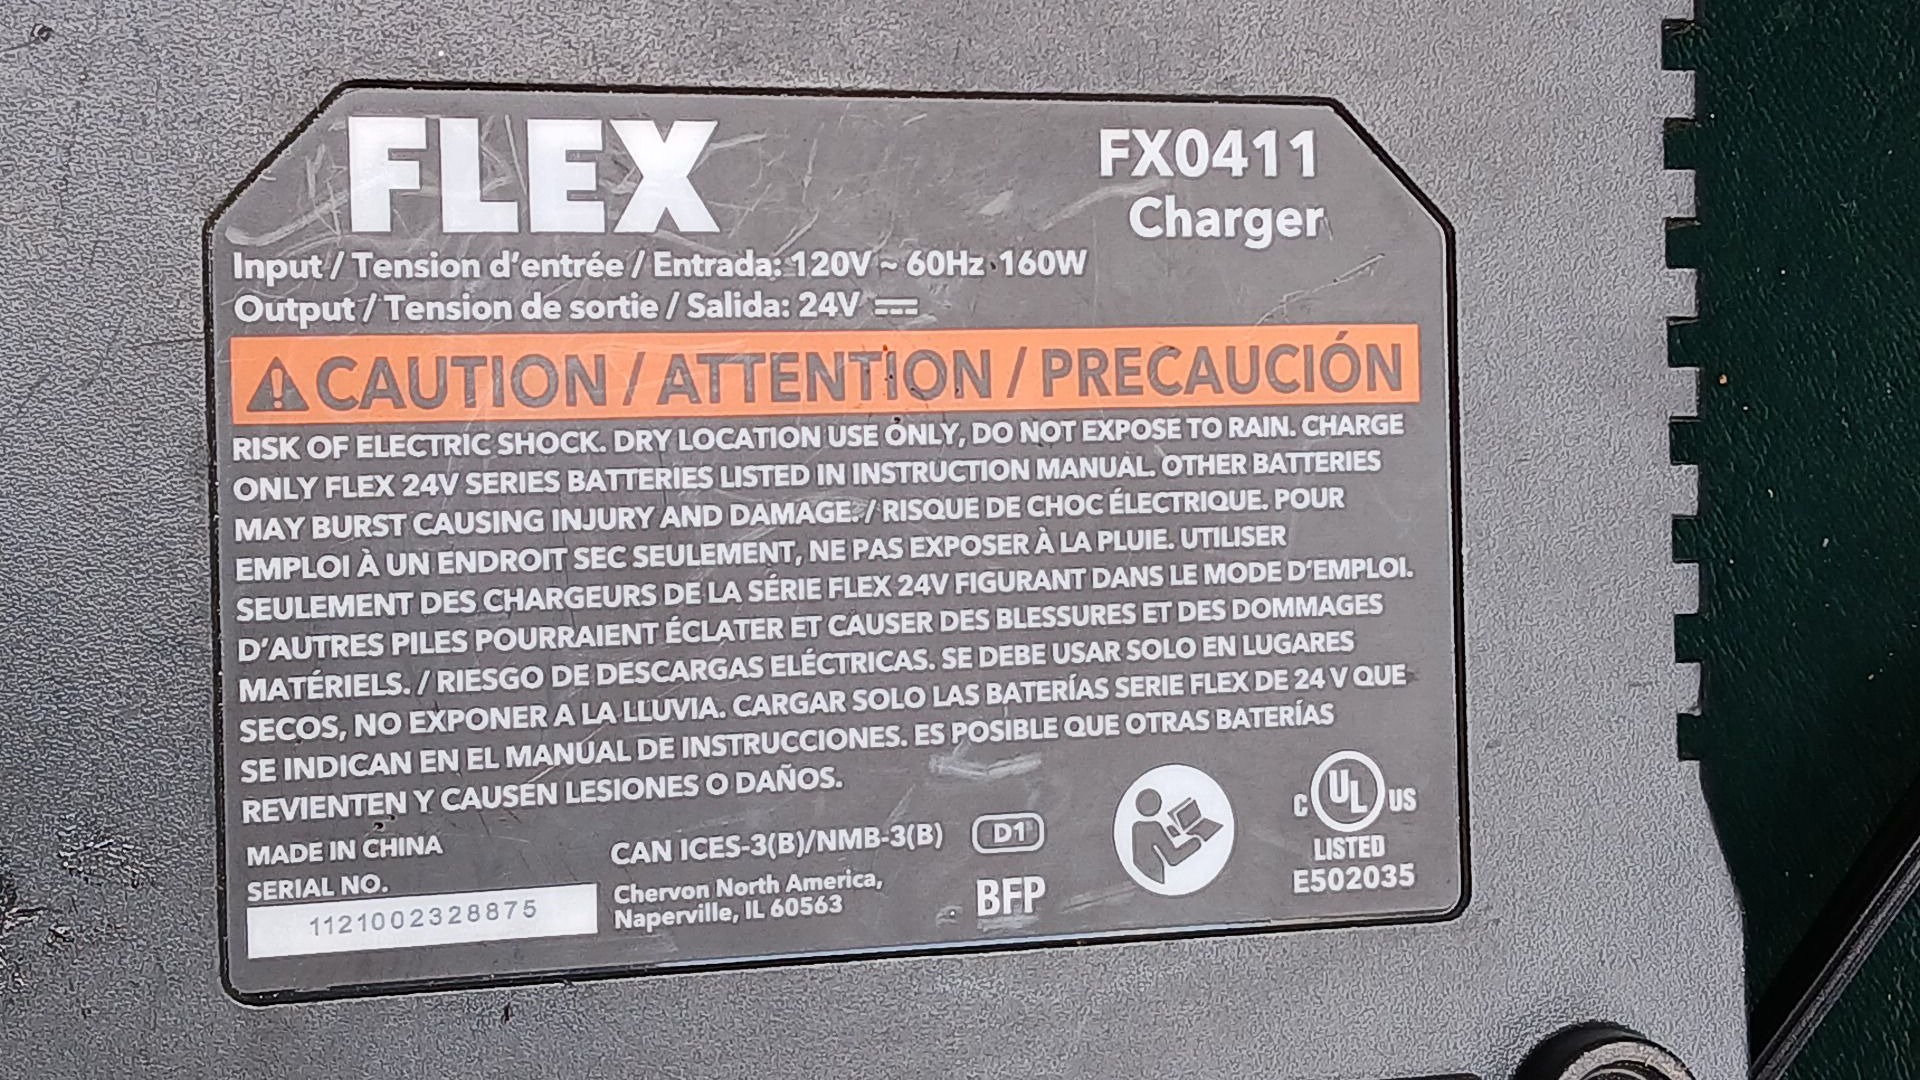 FLEX
FX0411
Charger
Input / Tension d'entrée / Entrada: 120V ~ 60Hz 160W
Output / Tension de sortie / Salida: 24V ⎓
⚠ CAUTION / ATTENTION / PRECAUCIÓN
RISK OF ELECTRIC SHOCK. DRY LOCATION USE ONLY, DO NOT EXPOSE TO RAIN. CHARGE
ONLY FLEX 24V SERIES BATTERIES LISTED IN INSTRUCTION MANUAL. OTHER BATTERIES
MAY BURST CAUSING INJURY AND DAMAGE. / RISQUE DE CHOC ÉLECTRIQUE. POUR
EMPLOI À UN ENDROIT SEC SEULEMENT, NE PAS EXPOSER À LA PLUIE. UTILISER
SEULEMENT DES CHARGEURS DE LA SÉRIE FLEX 24V FIGURANT DANS LE MODE D'EMPLOI.
D'AUTRES PILES POURRAIENT ÉCLATER ET CAUSER DES BLESSURES ET DES DOMMAGES
MATÉRIELS. / RIESGO DE DESCARGAS ELÉCTRICAS. SE DEBE USAR SOLO EN LUGARES
SECOS, NO EXPONER A LA LLUVIA. CARGAR SOLO LAS BATERÍAS SERIE FLEX DE 24 V QUE
SE INDICAN EN EL MANUAL DE INSTRUCCIONES. ES POSIBLE QUE OTRAS BATERÍAS
REVIENTEN Y CAUSEN LESIONES O DAÑOS.
MADE IN CHINA
SERIAL NO.
1121002328875
CAN ICES-3(B)/NMB-3(B)
Chervon North America,
Naperville, IL 60563
D1
BFP
C UL US
LISTED
E502035